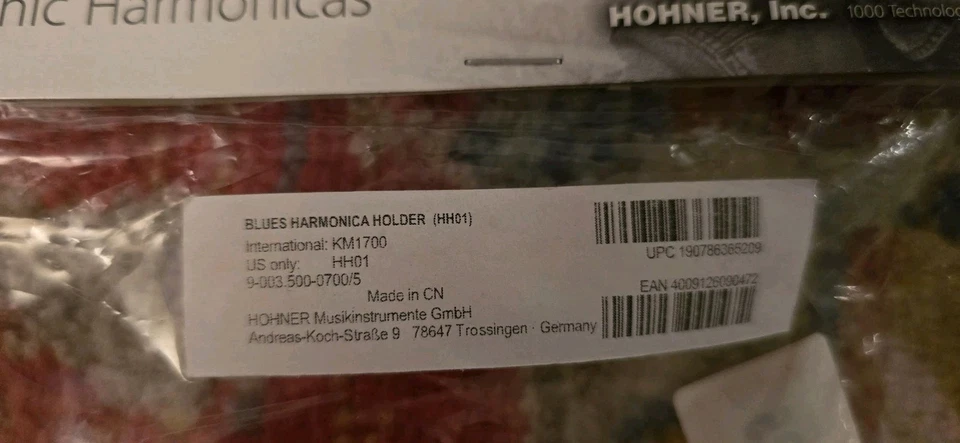 Harmonicas
HOHNER, Inc. 1000
BLUES HARMONICA HOLDER (HH01)
International: KM1700
US only: HH01
9-003.500-0700/5
Made in CN
HOHNER Musikinstrumente GmbH
Andreas-Koch-Straße 9 78647 Trossingen · Germany
UPC 190786365209
EAN 4009126090472